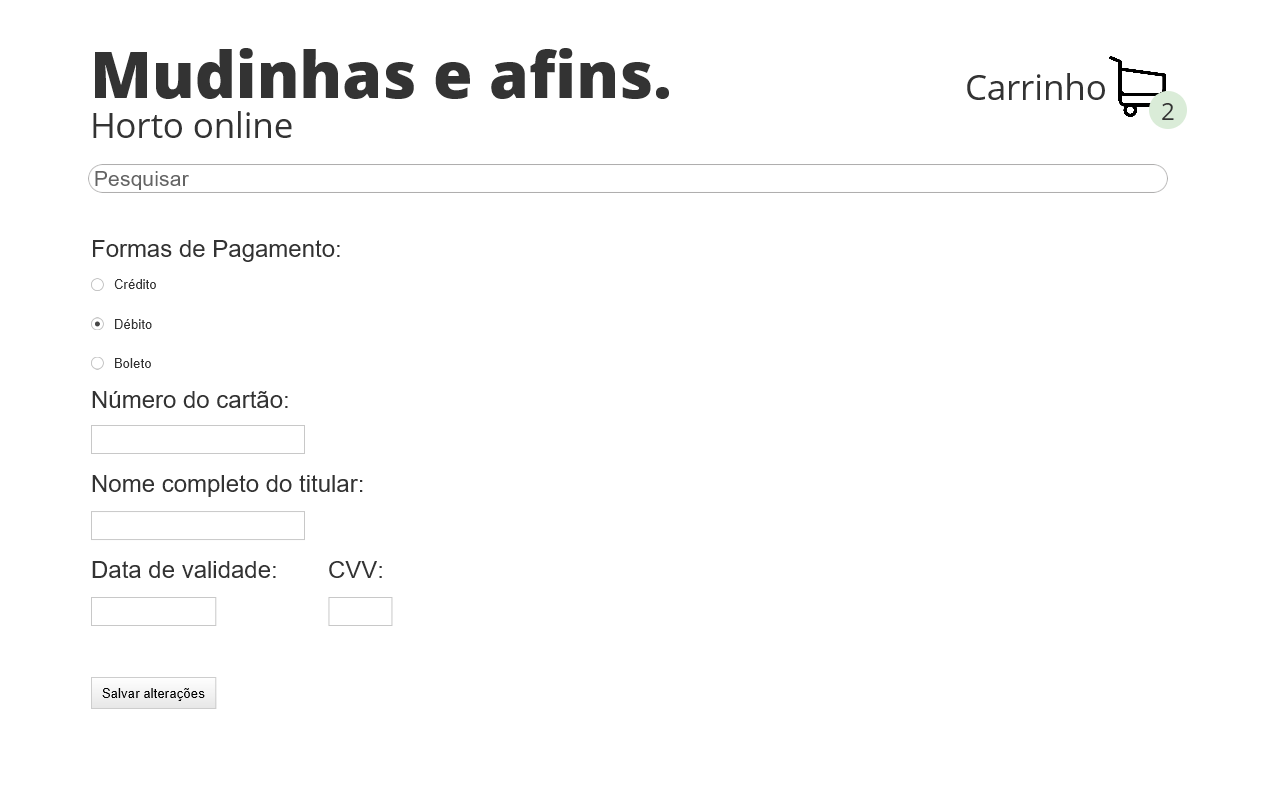 Mudinhas e afins.
Horto online
Carrinho
2
Pesquisar
Formas de Pagamento:
Crédito
Débito
Boleto
Número do cartão:
Nome completo do titular:
Data de validade: CVV:
Salvar alterações